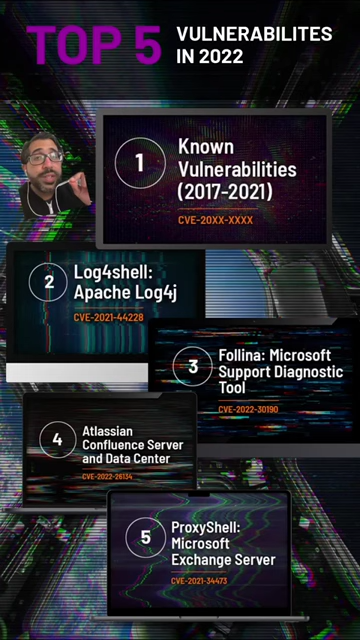 TOP 5
VULNERABILITES
IN 2022
1
Known
Vulnerabilities
(2017-2021)
CVE-20XX-XXXX
2
Log4shell:
Apache Log4j
CVE-2021-44228
3
Follina: Microsoft
Support Diagnostic
Tool
CVE-2022-30190
4
Atlassian
Confluence Server
and Data Center
CVE-2022-26134
5
ProxyShell:
Microsoft
Exchange Server
CVE-2021-34473